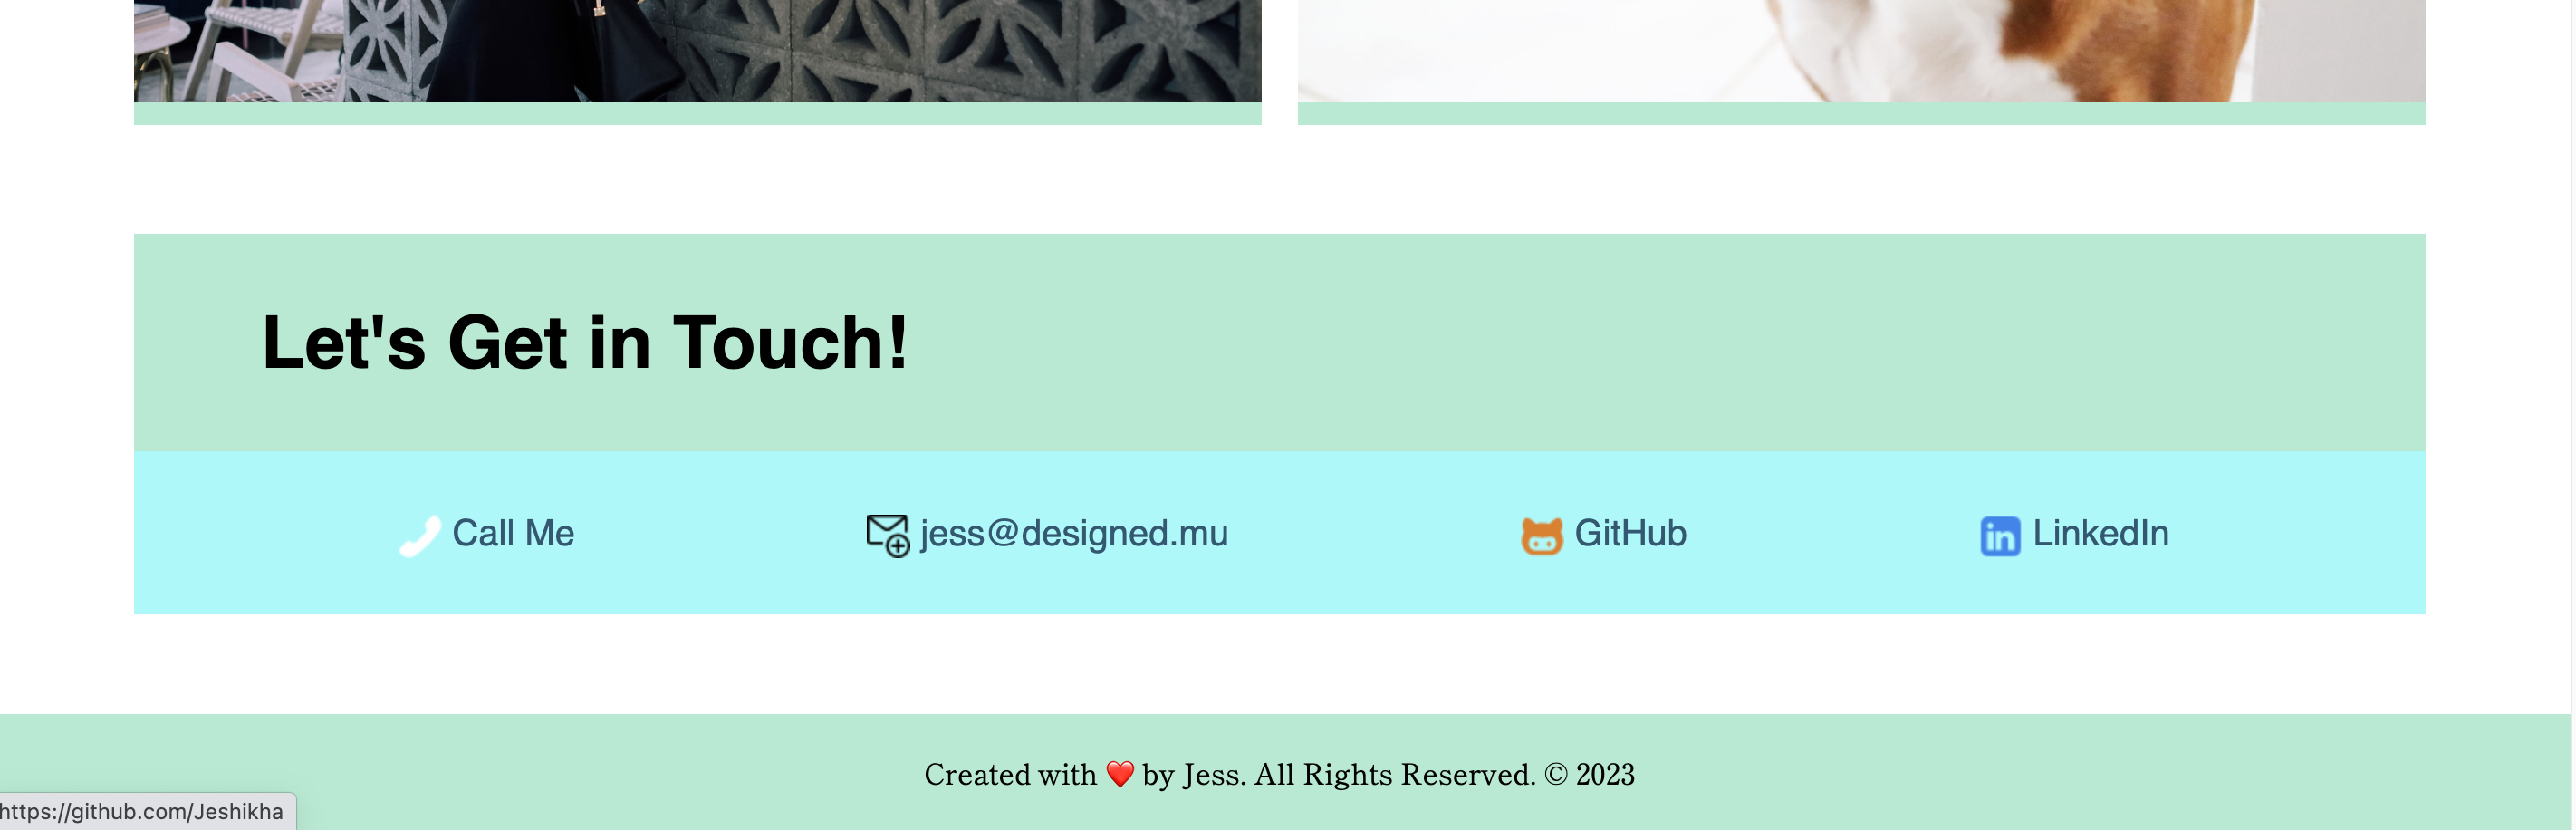 Let's Get in Touch!
Call Me
jess@designed.mu
GitHub
LinkedIn
Created with ❤️ by Jess. All Rights Reserved. © 2023
https://github.com/Jeshikha